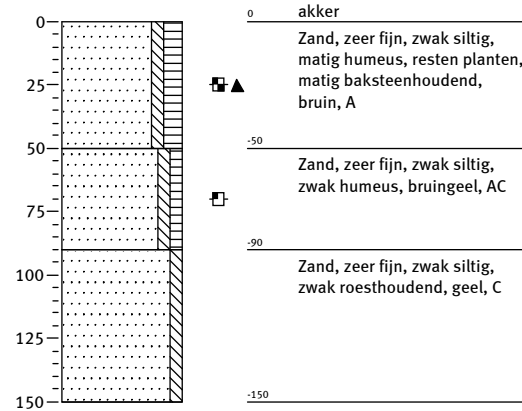 0
25
50
75
100
125
150
0
akker
Zand, zeer fijn, zwak siltig,
matig humeus, resten planten,
matig baksteenhoudend,
bruin, A
-50
Zand, zeer fijn, zwak siltig,
zwak humeus, bruingeel, AC
-90
Zand, zeer fijn, zwak siltig,
zwak roesthoudend, geel, C
-150